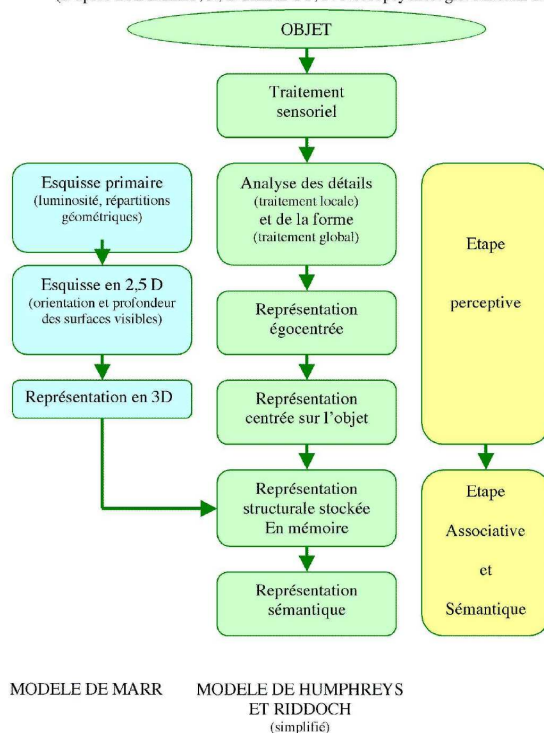 OBJET
Traitement
sensoriel
Esquisse primaire
(luminosité, répartitions
géométriques)
Analyse des détails
(traitement locale)
et de la forme
(traitement global)
Etape
perceptive
Esquisse en 2,5 D
(orientation et profondeur
des surfaces visibles)
Représentation
égocentrée
Représentation en 3D
Représentation
centrée sur l'objet
Représentation
structurale stockée
En mémoire
Etape
Associative
et
Sémantique
Représentation
sémantique
MODELE DE MARR
MODELE DE HUMPHREYS
ET RIDDOCH
(simplifié)